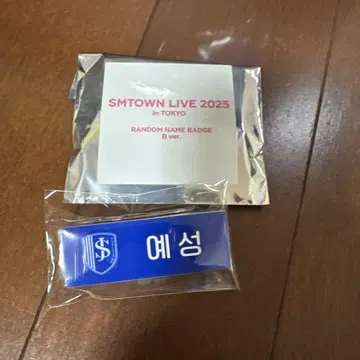 SMTOWN LIVE 2025
in TOKYO
RANDOM NAME BADGE
B ver.
예성